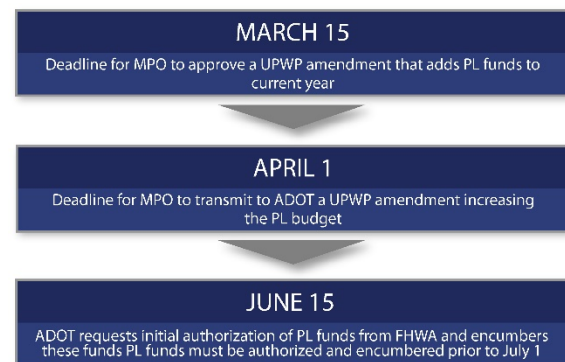 MARCH 15
Deadline for MPO to approve a UPWP amendment that adds PL funds to
current year
APRIL 1
Deadline for MPO to transmit to ADOT a UPWP amendment increasing
the PL budget
JUNE 15
ADOT requests initial authorization of PL funds from FHWA and encumbers
these funds PL funds must be authorized and encumbered prior to July 1